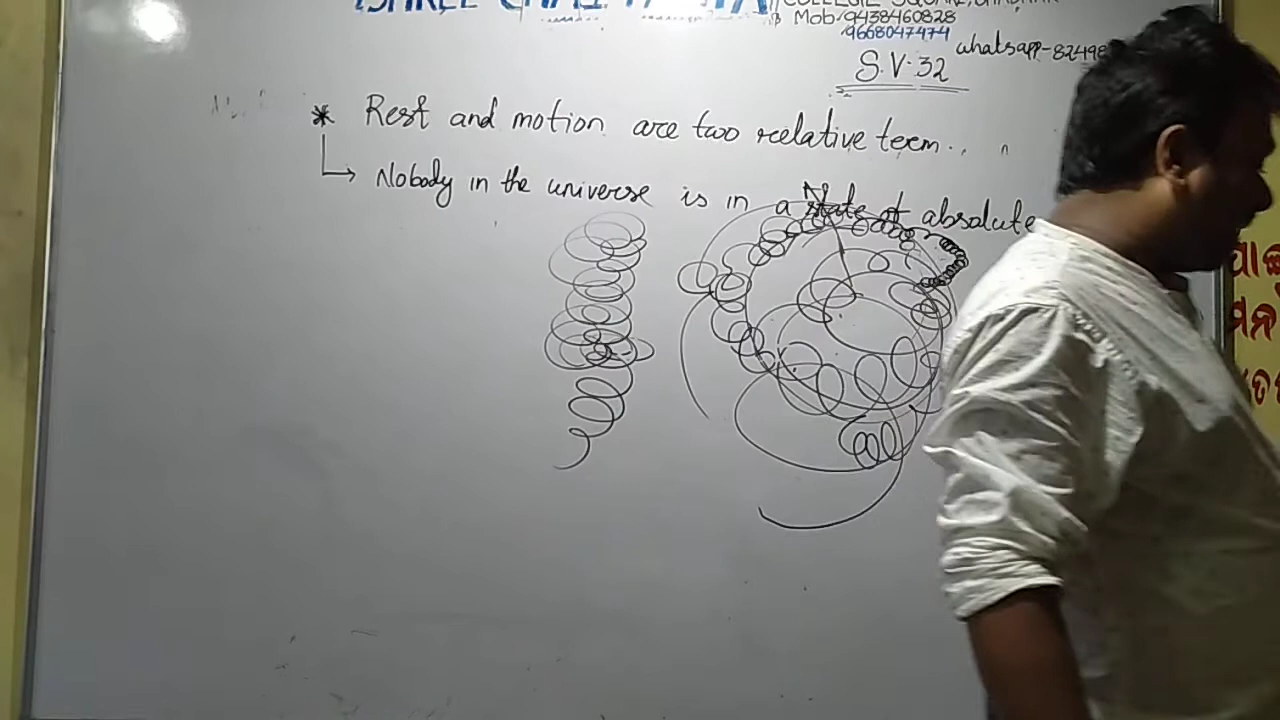 Mob-9438460828
9668047474
whatsapp-82498
S.V.32
* Rest and motion are two relative term.
Nobody in the universe is in a state of absolute